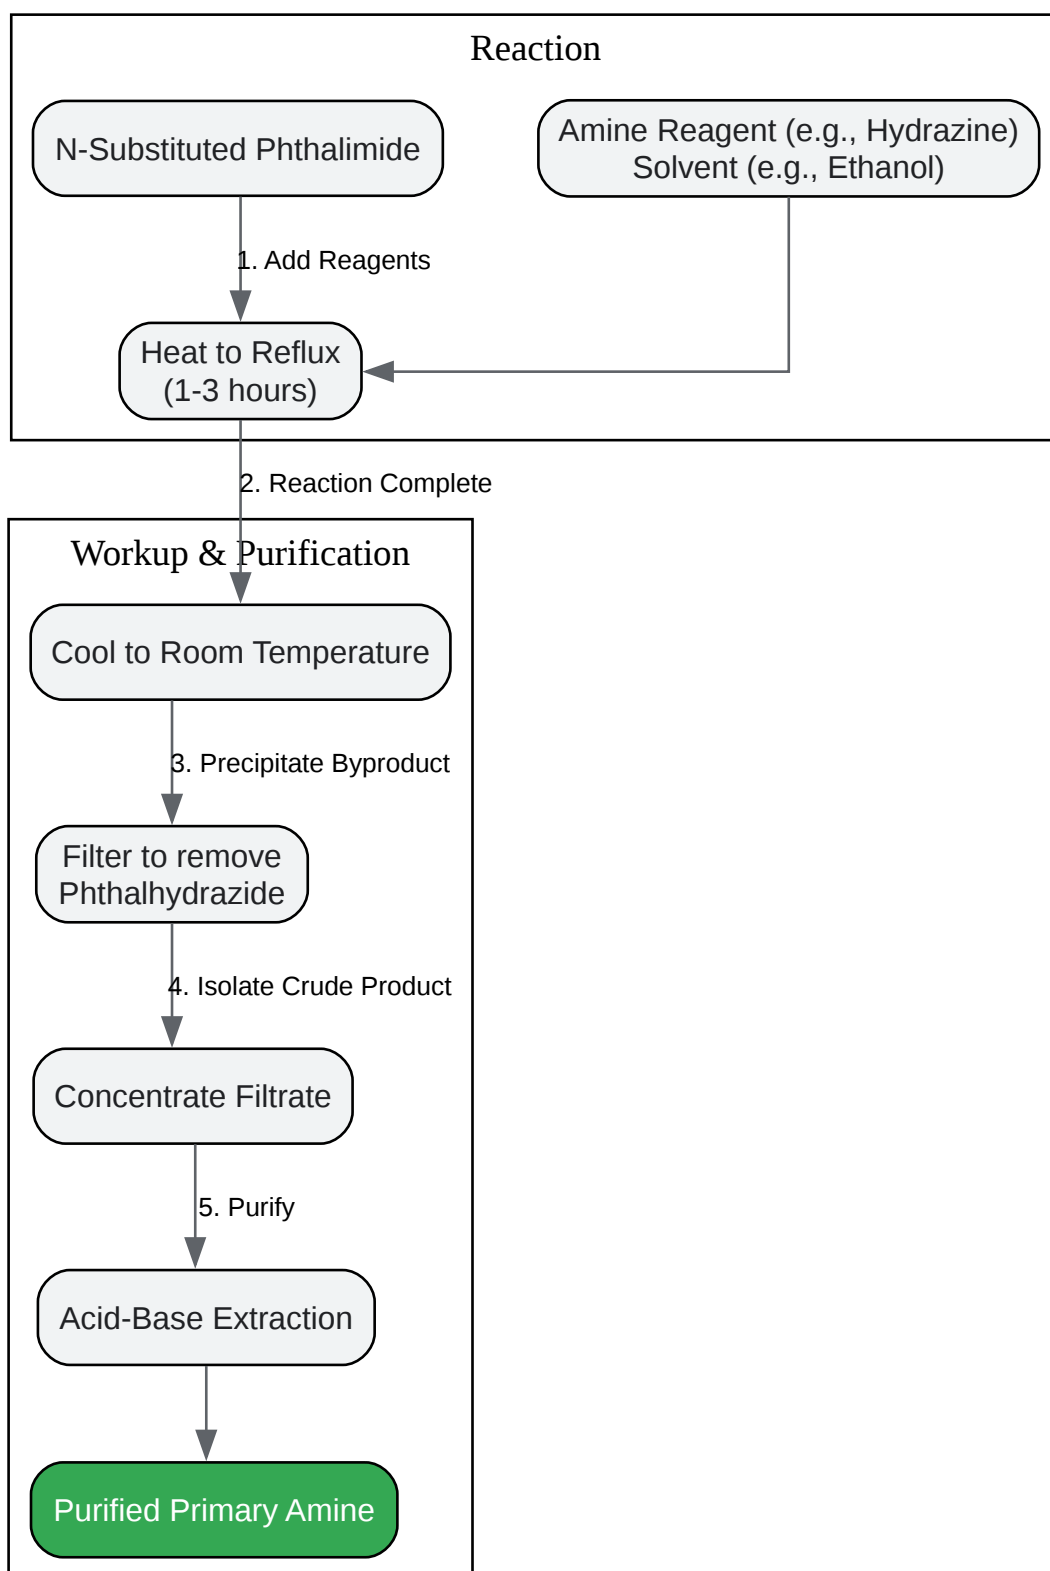 Reaction
N-Substituted Phthalimide
Amine Reagent (e.g., Hydrazine)
Solvent (e.g., Ethanol)
1. Add Reagents
Heat to Reflux
(1-3 hours)
2. Reaction Complete
Workup & Purification
Cool to Room Temperature
3. Precipitate Byproduct
Filter to remove
Phthalhydrazide
4. Isolate Crude Product
Concentrate Filtrate
5. Purify
Acid-Base Extraction
Purified Primary Amine